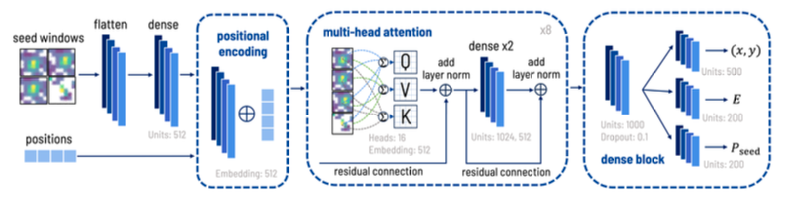 seed windows
flatten
dense
Units: 512
positions
positional
encoding
Embedding: 512
multi-head attention
x8
Σ
Σ
Σ
Q
V
K
Heads: 16
Embedding: 512
add
layer norm
residual connection
dense x2
Units: 1024, 512
add
layer norm
residual connection
Units: 1000
Dropout: 0.1
dense block
(x, y)
Units: 500
E
Units: 200
Pseed
Units: 200